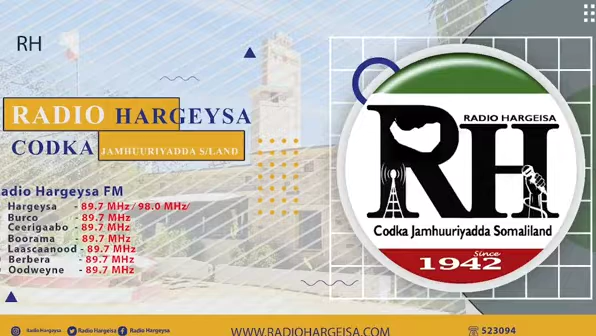 RH
RADIO HARGEYSA
CODKA JAMHUURIYADDA S/LAND
adio Hargeysa FM
Hargeysa - 89.7 MHz/ 98.0 MHz/
Burco - 89.7 MHz
Ceerigaabo - 89.7 MHz
Boorama - 89.7 MHz
Laascaanood - 89.7 MHz
Berbera - 89.7 MHz
Oodweyne - 89.7 MHz
RADIO HARGEISA
RH
Codka Jamhuuriyadda Somaliland
Since
1942
Radio Hargeysa Radio Hargeisa Radio Hargeysa
WWW.RADIOHARGEISA.COM
523094